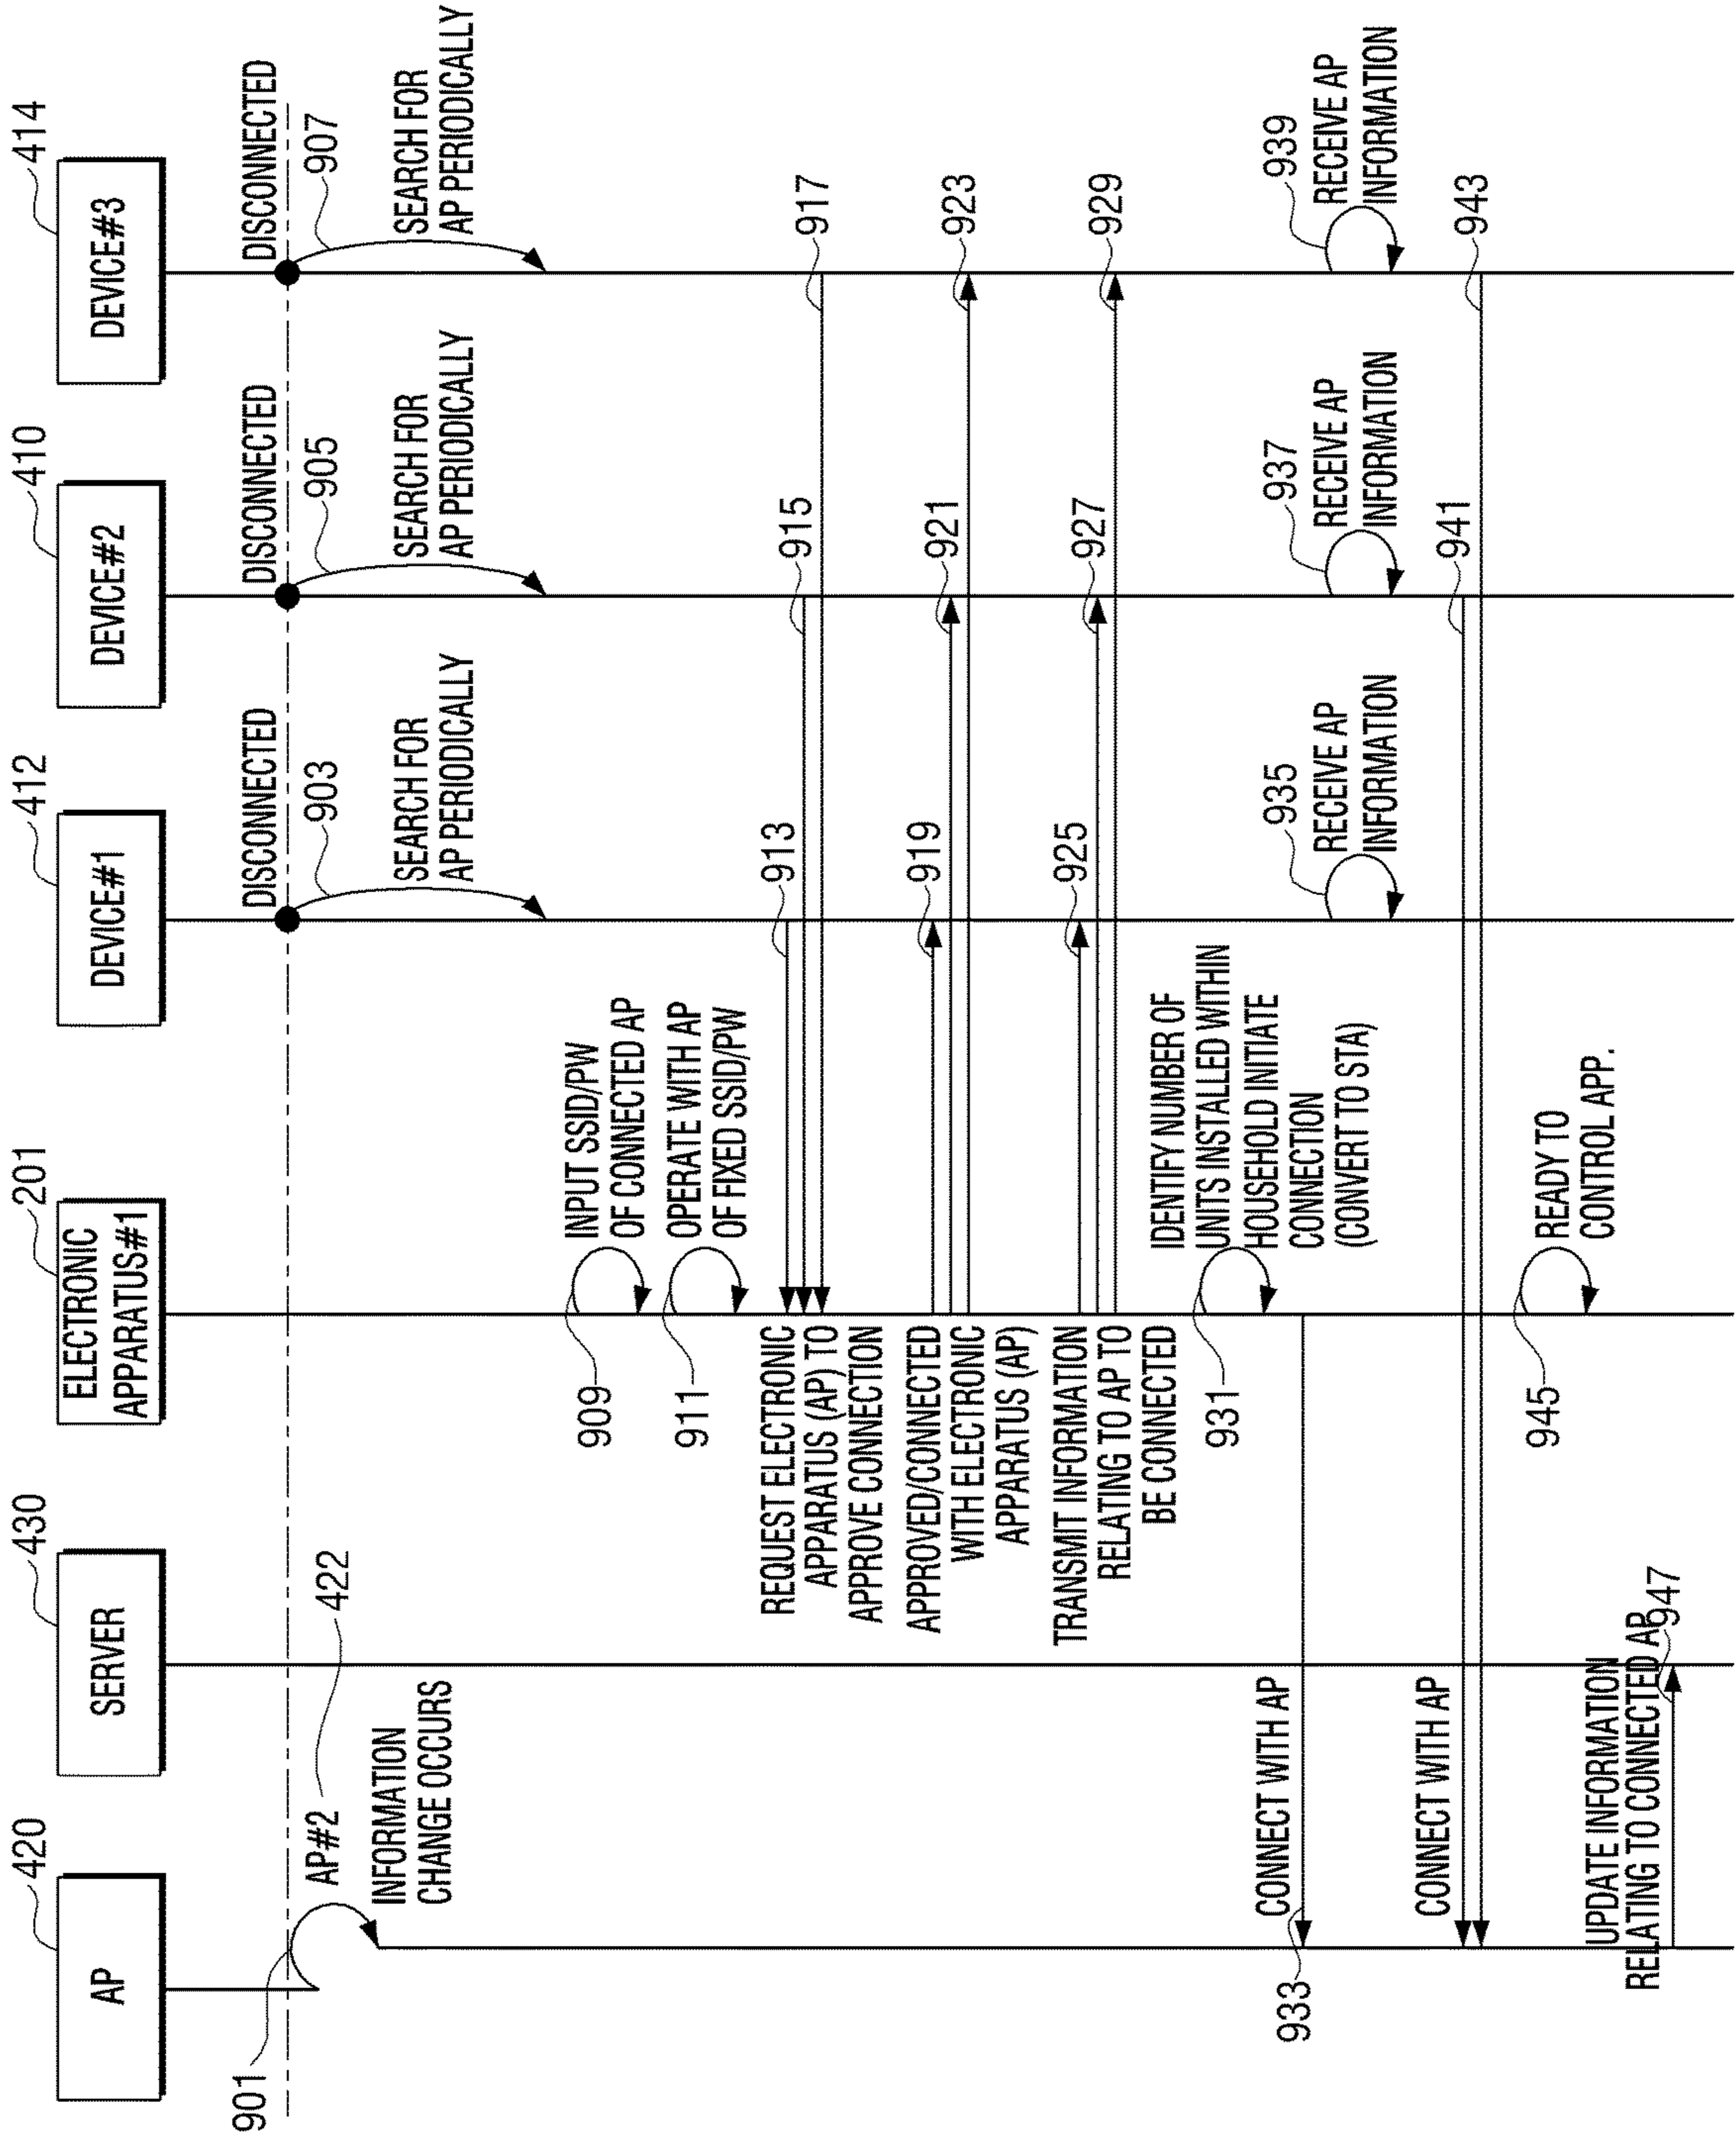 420
AP
430
SERVER
201
ELECTRONIC
APPARATUS#1
412
DEVICE#1
410
DEVICE#2
414
DEVICE#3
DISCONNECTED
DISCONNECTED
DISCONNECTED
901
AP#2
422
INFORMATION
CHANGE OCCURS
903
SEARCH FOR
AP PERIODICALLY
905
SEARCH FOR
AP PERIODICALLY
907
SEARCH FOR
AP PERIODICALLY
909
INPUT SSID/PW
OF CONNECTED AP
911
OPERATE WITH AP
OF FIXED SSID/PW
REQUEST ELECTRONIC
APPARATUS (AP) TO
APPROVE CONNECTION
913
915
917
APPROVED/CONNECTED
WITH ELECTRONIC
APPARATUS (AP)
919
921
923
TRANSMIT INFORMATION
RELATING TO AP TO
BE CONNECTED
925
927
929
931
IDENTIFY NUMBER OF
UNITS INSTALLED WITHIN
HOUSEHOLD INITIATE
CONNECTION
(CONVERT TO STA)
933
CONNECT WITH AP
935
RECEIVE AP
INFORMATION
937
RECEIVE AP
INFORMATION
939
RECEIVE AP
INFORMATION
CONNECT WITH AP
941
943
945
READY TO
CONTROL APP.
UPDATE INFORMATION
RELATING TO CONNECTED AP
947